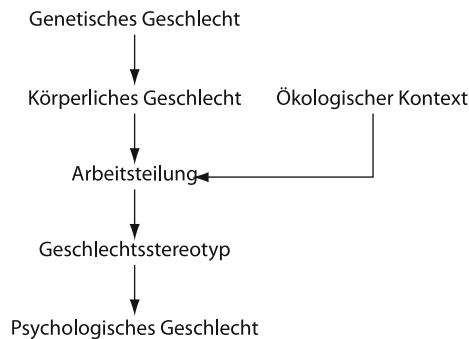 Genetisches Geschlecht
Körperliches Geschlecht Ökologischer Kontext
Arbeitsteilung
Geschlechtsstereotyp
Psychologisches Geschlecht